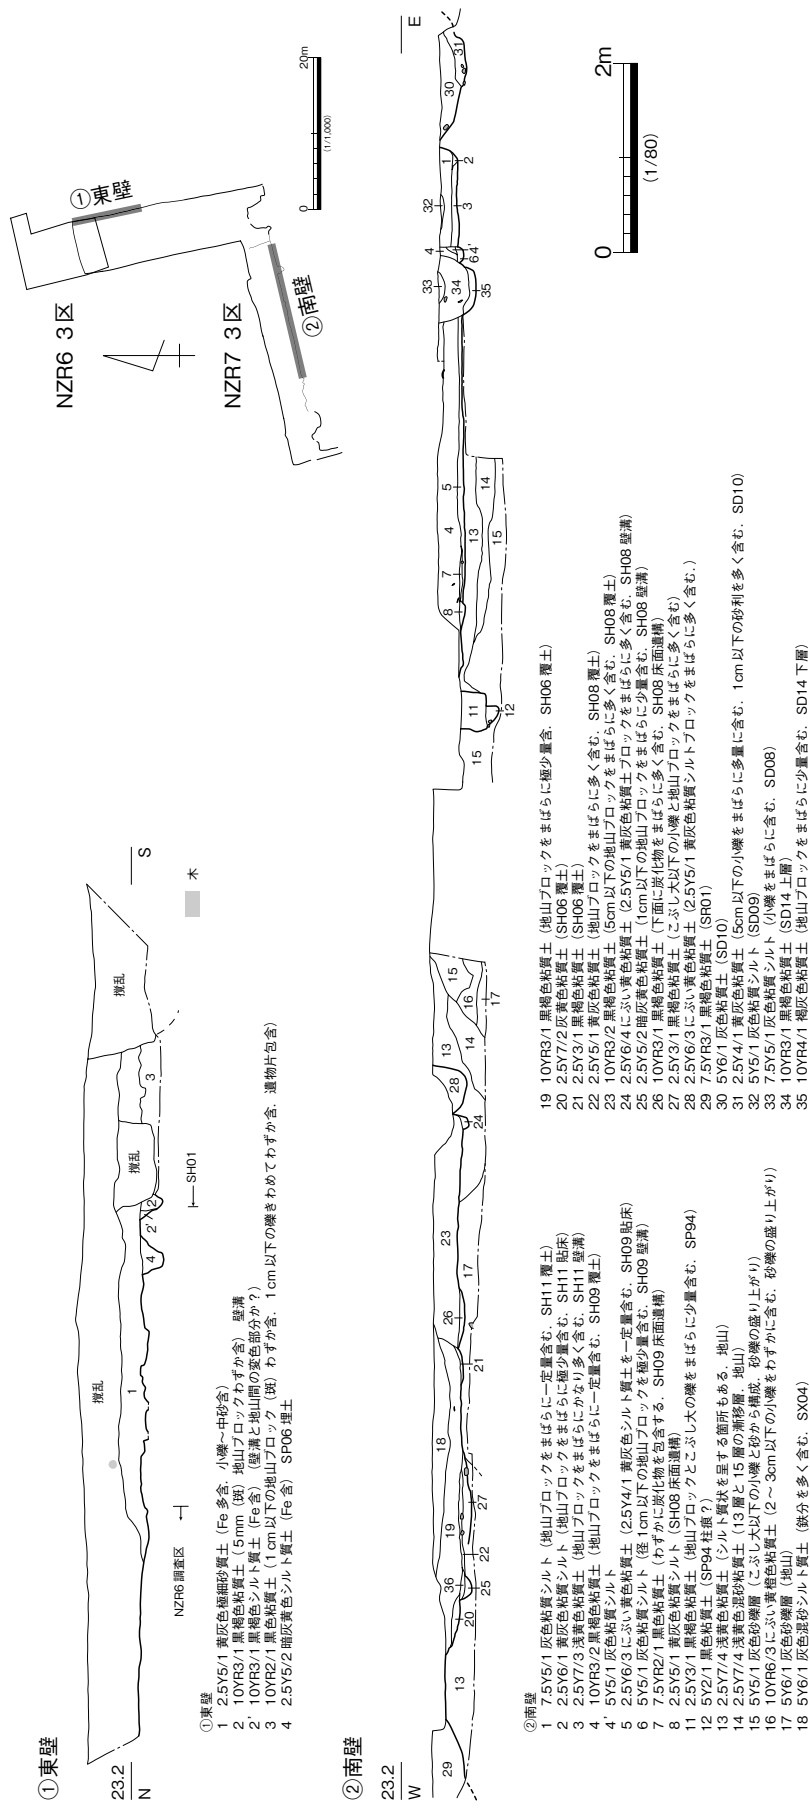 ①東壁
23.2
N
S
撹乱
撹乱
撹乱
1
2
2'
3
4
SH01
NZR6 調査区
木
①東壁
1 2.5Y5/1 黄灰色極細砂質土（Fe 多含，小礫～中砂含）
2 10YR3/1 黒褐色粘質土（5mm（斑）地山ブロックわずか含）　壁溝
2' 10YR3/1 黒褐色シルト質土（Fe 含）（壁溝と地山間の変色部分か？）
3 10YR2/1 黒色粘質土（1cm 以下の地山ブロック（斑）わずか含，1cm 以下の礫きわめてわずか含，遺物片包含）
4 2.5Y5/2 暗灰黄色シルト質土（Fe 含）　SP06 埋土
NZR6 3区
NZR7 3区
①東壁
②南壁
0
20m
(1/1,000)
②南壁
23.2
W
E
29
13
20
36
25
22
19
27
18
21
26
17
23
24
28
13
14
15
16
17
15
11
12
8
7
4
5
13
14
15
33
34
35
4
6
4'
32
3
1
2
30
31
0
2m
(1/80)
②南壁
1 7.5Y5/1 灰色粘質シルト（地山ブロックをまばらに一定量含む，SH11 覆土）
2 2.5Y6/1 黄灰色粘質シルト（地山ブロックをまばらに極少量含む，SH11 貼床）
3 2.5Y7/3 浅黄色粘質土（地山ブロックをまばらにかなり多く含む，SH11 壁溝）
4 10YR3/2 黒褐色粘質土（地山ブロックをまばらに一定量含む，SH09 覆土）
4' 5Y5/1 灰色粘質シルト
5 2.5Y6/3 にぶい黄色粘質土（2.5Y4/1 黄灰色シルト質土を一定量含む，SH09 貼床）
6 5Y5/1 灰色粘質シルト（径 1cm 以下の地山ブロックを極少量含む，SH09 壁溝）
7 7.5YR2/1 黒色粘質土（わずかに炭化物を包含する，SH09 床面遺構）
8 2.5Y5/1 黄灰色粘質シルト（SH08 床面遺構）
11 2.5Y3/1 黒褐色粘質土（地山ブロックとこぶし大の礫をまばらに少量含む，SP94）
12 5Y2/1 黒色粘質土（SP94 柱痕？）
13 2.5Y7/4 浅黄色粘質土（シルト質状を呈する箇所もある，地山）
14 2.5Y7/4 浅黄色混砂粘質土（13 層と 15 層の漸移層，地山）
15 5Y5/1 灰色砂礫層（こぶし大以下の小礫と砂から構成，砂礫の盛り上がり）
16 10YR6/3 にぶい黄橙色粘質土（2～3cm 以下の小礫をわずかに含む，砂礫の盛り上がり）
17 5Y6/1 灰色砂礫層（地山）
18 5Y6/1 灰色混砂シルト質土（鉄分を多く含む，SX04）
19 10YR3/1 黒褐色粘質土（地山ブロックをまばらに極少量含，SH06 覆土）
20 2.5Y7/2 灰黄色粘質土（SH06 覆土）
21 2.5Y3/1 黒褐色粘質土（SH06 覆土）
22 2.5Y5/1 黄灰色粘質土（地山ブロックをまばらに多く含む，SH08 覆土）
23 10YR3/2 黒褐色粘質土（5cm 以下の地山ブロックをまばらに多く含む，SH08 覆土）
24 2.5Y6/4 にぶい黄色粘質土（2.5Y5/1 黄灰色粘質土ブロックをまばらに多く含む，SH08 壁溝）
25 2.5Y5/2 暗灰黄色粘質土（1cm 以下の地山ブロックをまばらに少量含む，SH08 壁溝）
26 10YR3/1 黒褐色粘質土（下面に炭化物をまばらに多く含む，SH08 床面遺構）
27 2.5Y3/1 黒褐色粘質土（こぶし大以下の小礫と地山ブロックをまばらに多く含む）
28 2.5Y6/3 にぶい黄色粘質土（2.5Y5/1 黄灰色粘質シルトブロックをまばらに多く含む，）
29 7.5YR3/1 黒褐色粘質土（SR01）
30 5Y6/1 灰色粘質土（SD10）
31 2.5Y4/1 黄灰色粘質土（5cm 以下の小礫をまばらに多量に含む，1cm 以下の砂利を多く含む，SD10）
32 5Y5/1 灰色粘質シルト（SD09）
33 7.5Y5/1 灰色粘質シルト（小礫をまばらに含む，SD08）
34 10YR3/1 黒褐色粘質土（SD14 上層）
35 10YR4/1 褐灰色粘質土（地山ブロックをまばらに少量含む，SD14 下層）